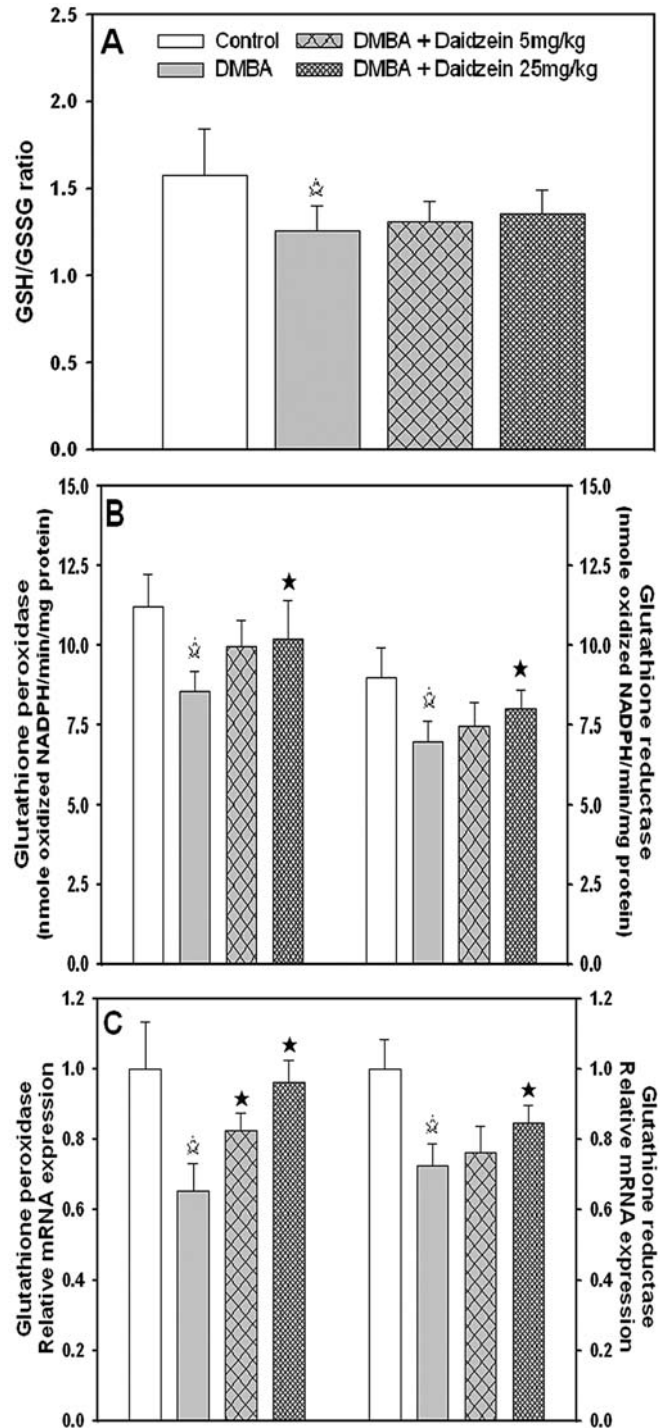 A
Control
DMBA + Daidzein 5mg/kg
DMBA
DMBA + Daidzein 25mg/kg
GSH/GSSG ratio
2.5
2.0
1.5
1.0
0.5
0.0
B
Glutathione peroxidase
(nmole oxidized NADPH/min/mg protein)
15.0
12.5
10.0
7.5
5.0
2.5
0.0
15.0
12.5
10.0
7.5
5.0
2.5
0.0
Glutathione reductase
(nmole oxidized NADPH/min/mg protein)
C
Glutathione peroxidase
Relative mRNA expression
1.2
1.0
0.8
0.6
0.4
0.2
0.0
1.2
1.0
0.8
0.6
0.4
0.2
0.0
Glutathione reductase
Relative mRNA expression